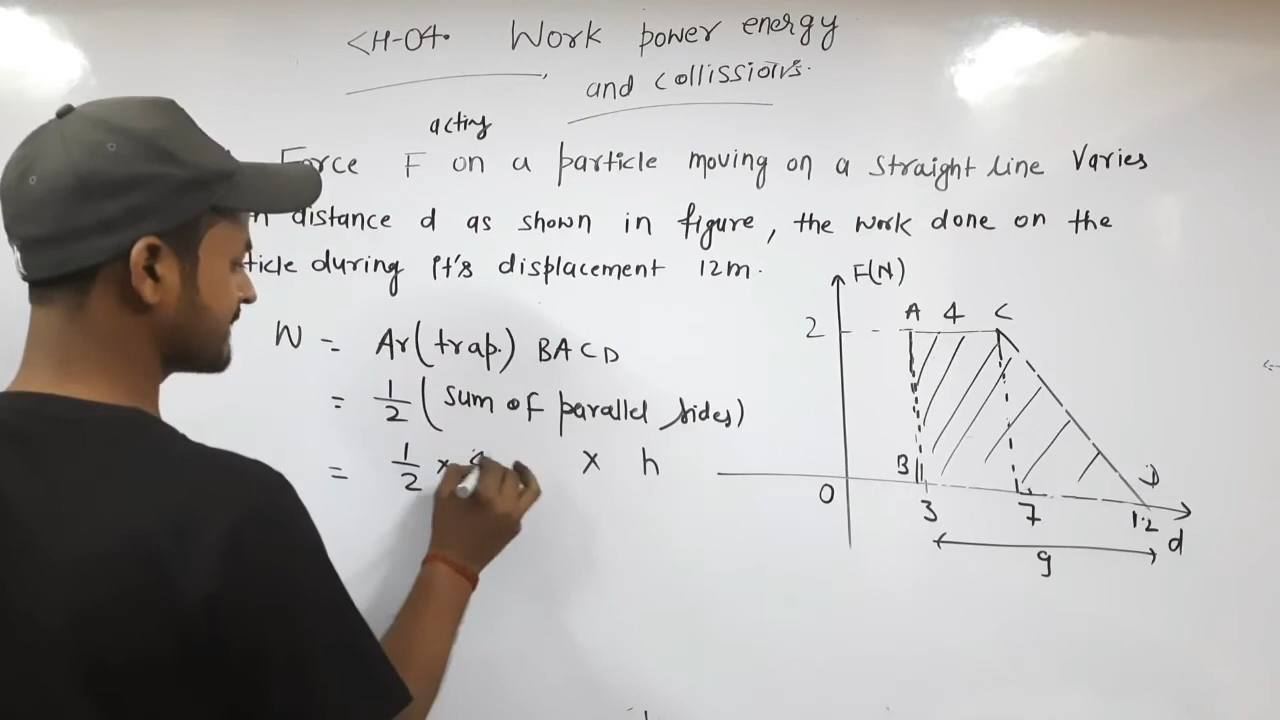 CH-04. Work power energy
and collissions.
acting
Force F on a particle moving on a straight line varies
distance d as shown in figure, the work done on the
ticle during it's displacement 12m.
W = Ar(trap.) BACD
= 1/2 (sum of parallel sides)
= 1/2 × × h
F(N)
2 A 4 C
B D
0 3 7 12 d
9